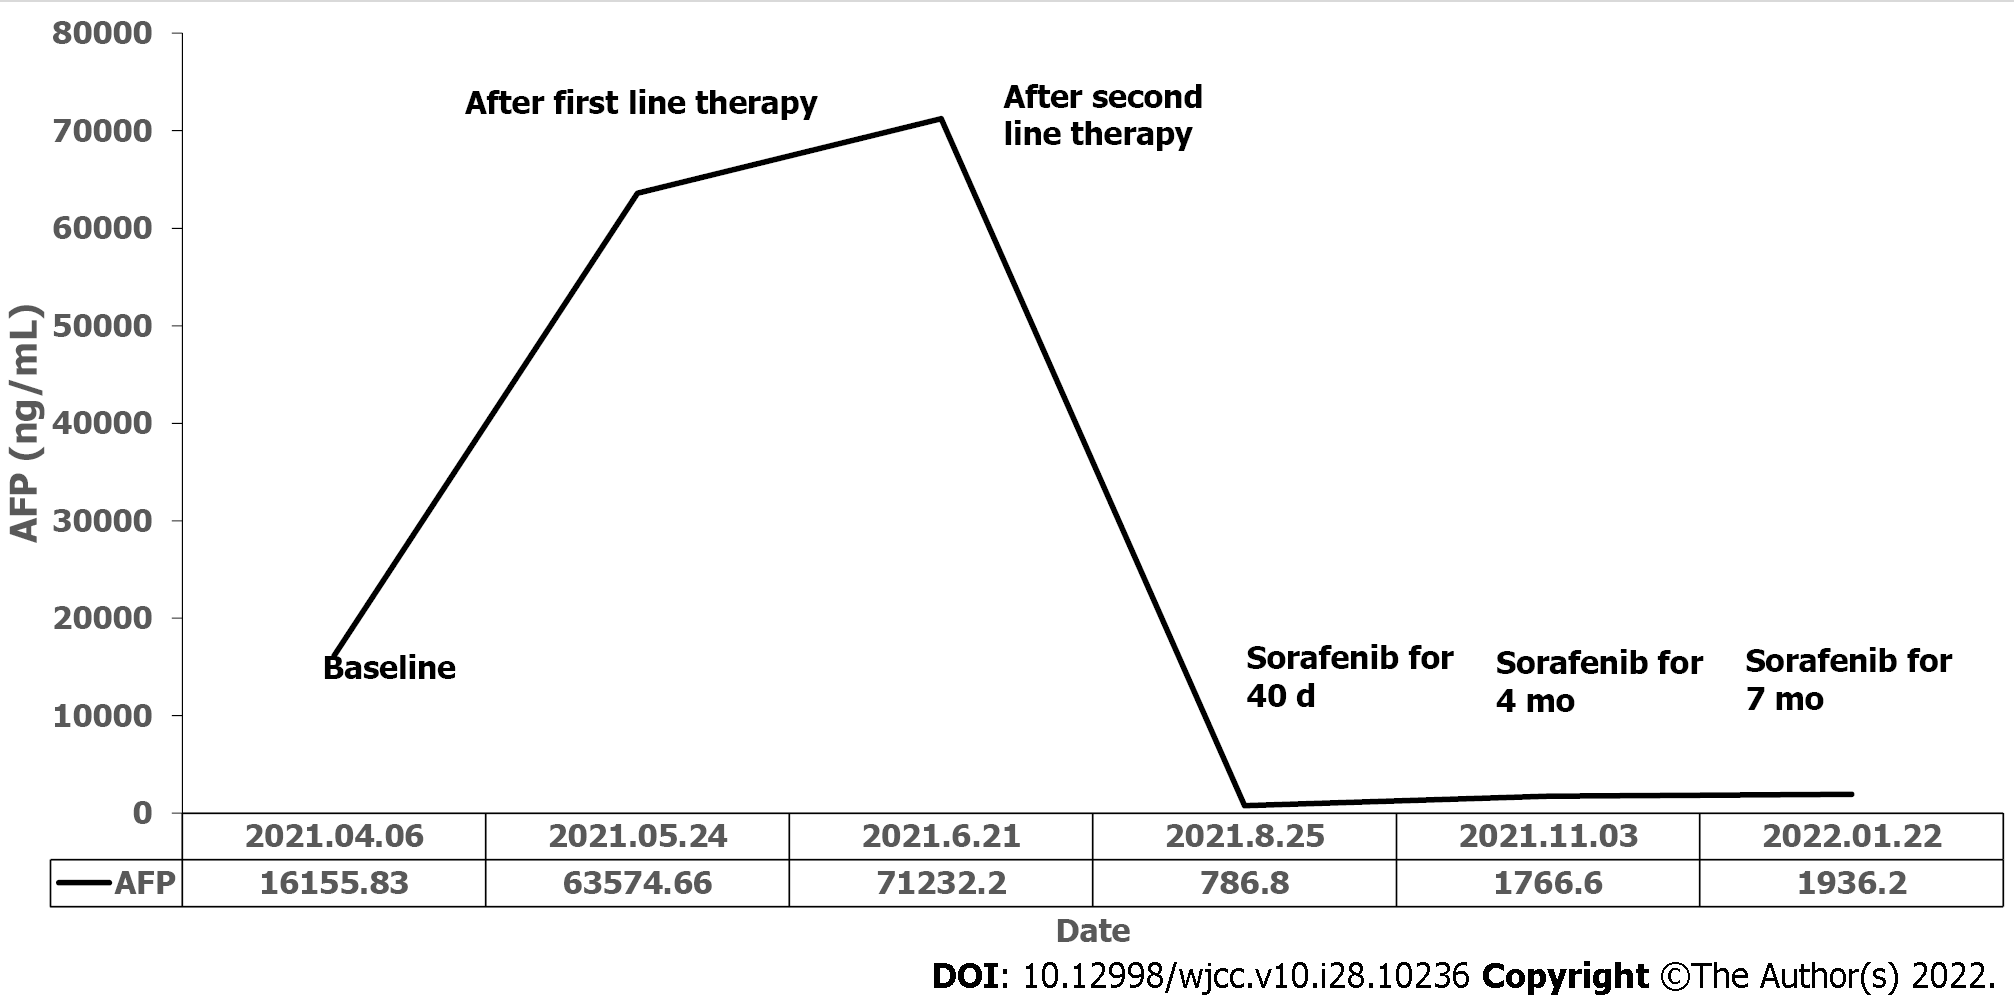 80000
70000
60000
50000
40000
30000
20000
10000
0
AFP (ng/mL)
After first line therapy
After second
line therapy
Baseline
Sorafenib for
40 d
Sorafenib for
4 mo
Sorafenib for
7 mo
2021.04.06 2021.05.24 2021.6.21 2021.8.25 2021.11.03 2022.01.22
AFP 16155.83 63574.66 71232.2 786.8 1766.6 1936.2
Date
DOI: 10.12998/wjcc.v10.i28.10236 Copyright ©The Author(s) 2022.